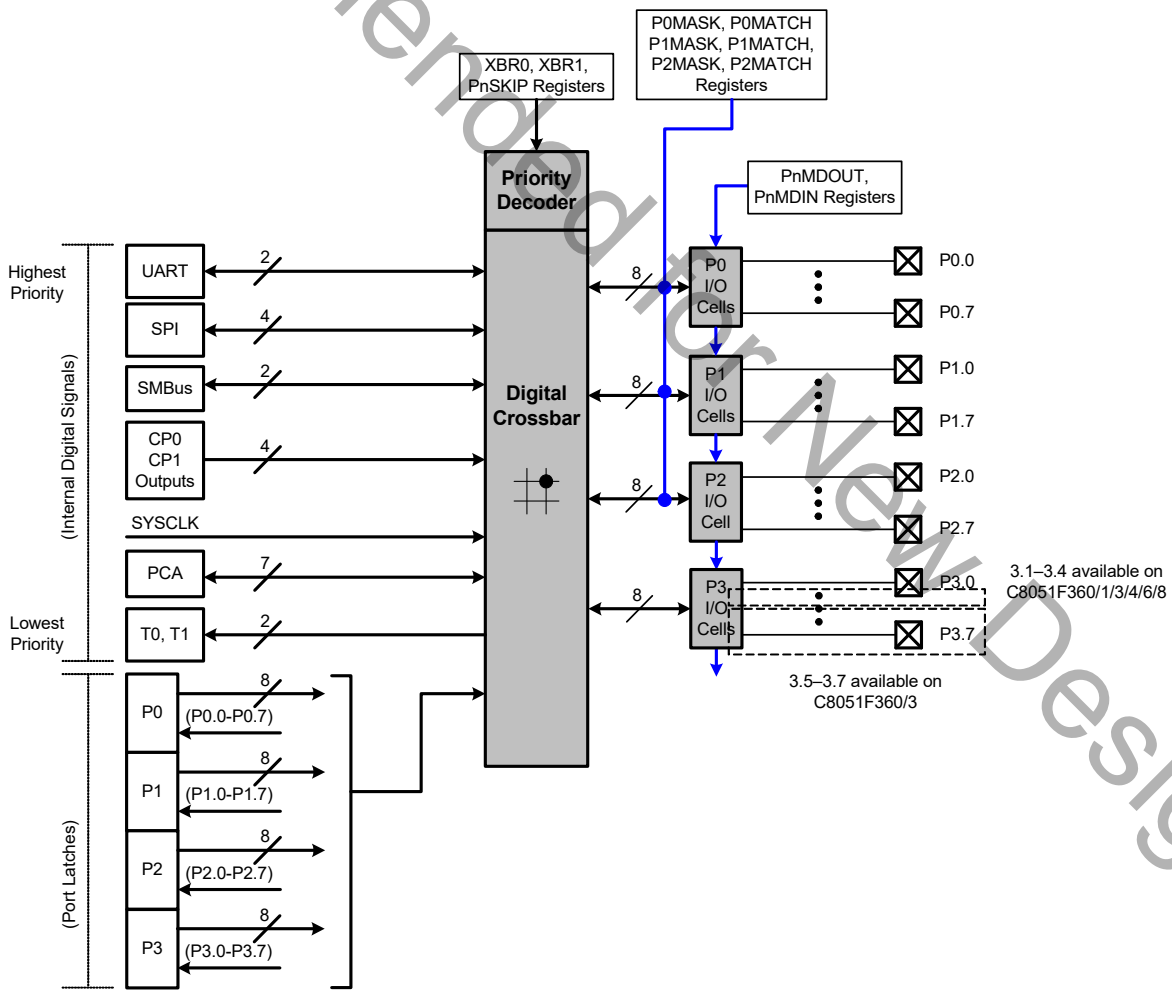 XBR0, XBR1,
PnSKIP Registers
P0MASK, P0MATCH
P1MASK, P1MATCH,
P2MASK, P2MATCH
Registers
PnMDOUT,
PnMDIN Registers
Priority
Decoder
Digital
Crossbar
Highest
Priority
(Internal Digital Signals)
Lowest
Priority
UART
2
SPI
4
SMBus
2
CP0
CP1
Outputs
4
SYSCLK
PCA
7
T0, T1
2
(Port Latches)
P0
8
(P0.0-P0.7)
P1
8
(P1.0-P1.7)
P2
8
(P2.0-P2.7)
P3
8
(P3.0-P3.7)
8
P0
I/O
Cells
P0.0
P0.7
8
P1
I/O
Cells
P1.0
P1.7
8
P2
I/O
Cell
P2.0
P2.7
8
P3
I/O
Cells
P3.0
P3.7
3.1–3.4 available on
C8051F360/1/3/4/6/8
3.5–3.7 available on
C8051F360/3
for New